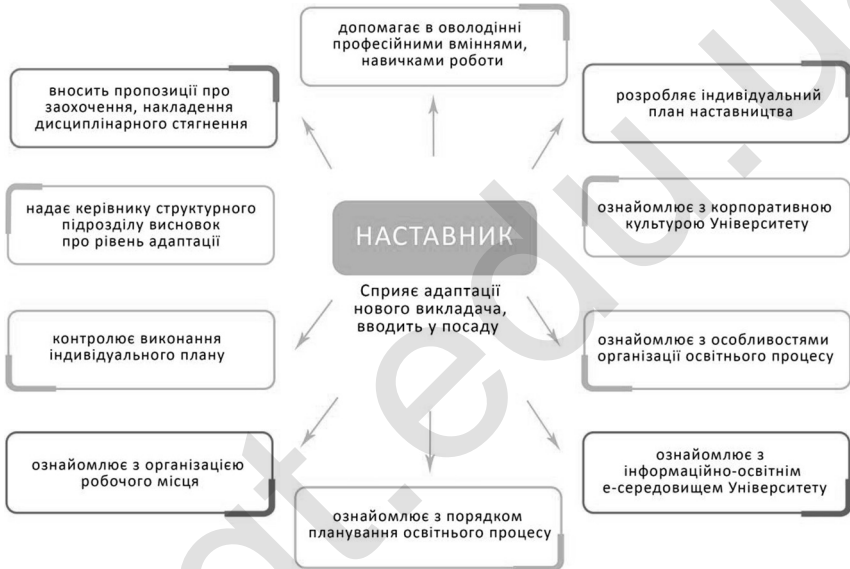 допомагає в оволодінні
професійними вміннями,
навичками роботи
вносить пропозиції про
заохочення, накладення
дисциплінарного стягнення
розробляє індивідуальний
план наставництва
надає керівнику структурного
підрозділу висновок
про рівень адаптації
НАСТАВНИК
ознайомлює з корпоративною
культурою Університету
Сприяє адаптації
нового викладача,
вводить у посаду
контролює виконання
індивідуального плану
ознайомлює з особливостями
організації освітнього процесу
ознайомлює з організацією
робочого місця
ознайомлює з
інформаційно-освітнім
е-середовищем Університету
ознайомлює з порядком
планування освітнього процесу